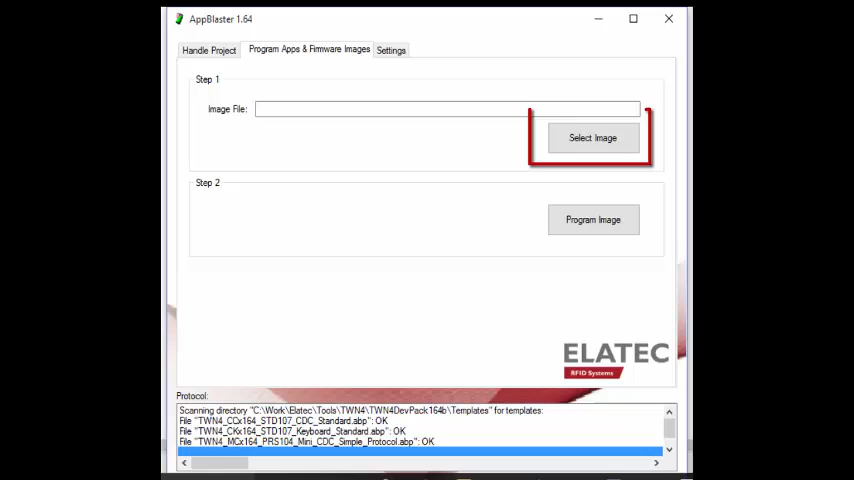 AppBlaster 1.64
Handle Project
Program Apps & Firmware Images
Settings
Step 1
Image File:
Select Image
Step 2
Program Image
ELATEC
RFID Systems
Protocol:
Scanning directory "C:\Work\Elatec\Tools\TWN4\TWN4DevPack164b\Templates" for templates:
File "TWN4_CCx164_STD107_CDC_Standard.abp": OK
File "TWN4_CKx164_STD107_Keyboard_Standard.abp": OK
File "TWN4_MCx164_PRS104_Mini_CDC_Simple_Protocol.abp": OK